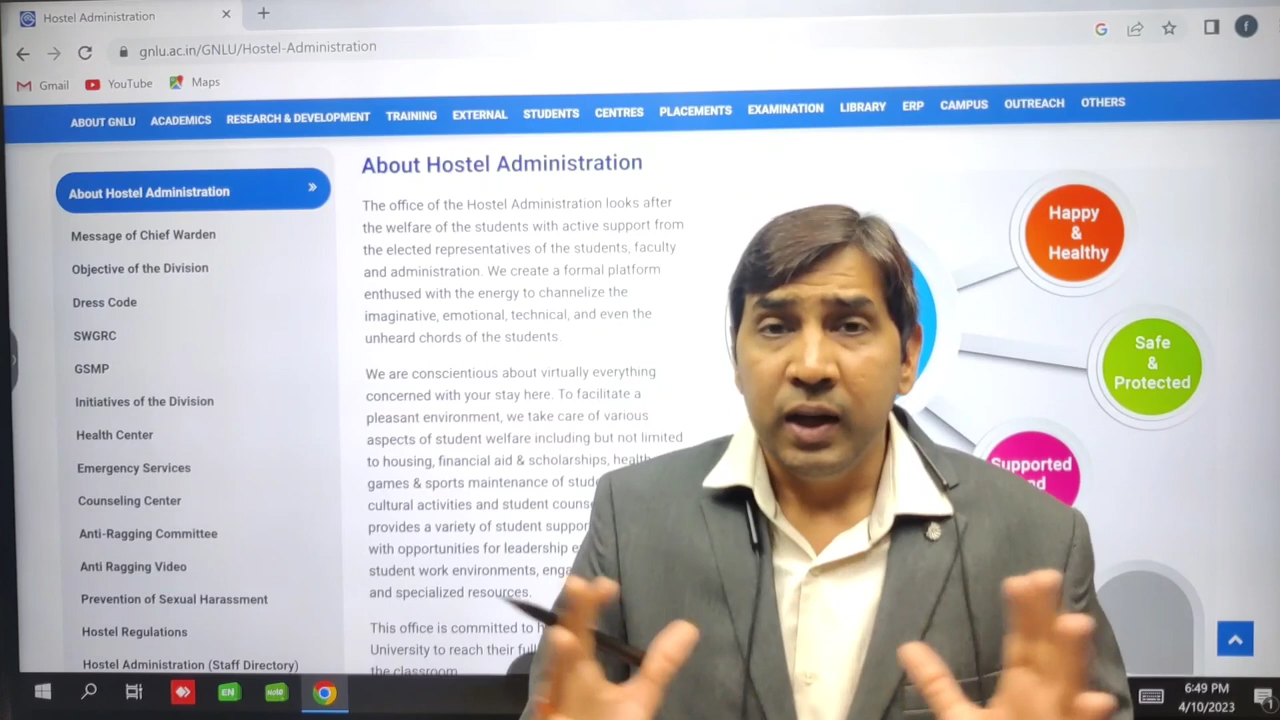 Hostel Administration
gnlu.ac.in/GNLU/Hostel-Administration
G
f
Gmail YouTube Maps
ABOUT GNLU ACADEMICS RESEARCH & DEVELOPMENT TRAINING EXTERNAL STUDENTS CENTRES PLACEMENTS EXAMINATION LIBRARY ERP CAMPUS OUTREACH OTHERS
About Hostel Administration
Message of Chief Warden
Objective of the Division
Dress Code
SWGRC
GSMP
Initiatives of the Division
Health Center
Emergency Services
Counseling Center
Anti-Ragging Committee
Anti Ragging Video
Prevention of Sexual Harassment
Hostel Regulations
Hostel Administration (Staff Directory)
About Hostel Administration
The office of the Hostel Administration looks after
the welfare of the students with active support from
the elected representatives of the students, faculty
and administration. We create a formal platform
enthused with the energy to channelize the
imaginative, emotional, technical, and even the
unheard chords of the students.
We are conscientious about virtually everything
concerned with your stay here. To facilitate a
pleasant environment, we take care of various
aspects of student welfare including but not limited
to housing, financial aid & scholarships, health
games & sports maintenance of
cultural activities and student
provides a variety of student
with opportunities for leadership
student work environments,
and specialized resources.
This office is committed to
University to reach their
the classroom
Happy
&
Healthy
Safe
&
Protected
Supported
EN
6:49 PM
4/10/2023
1